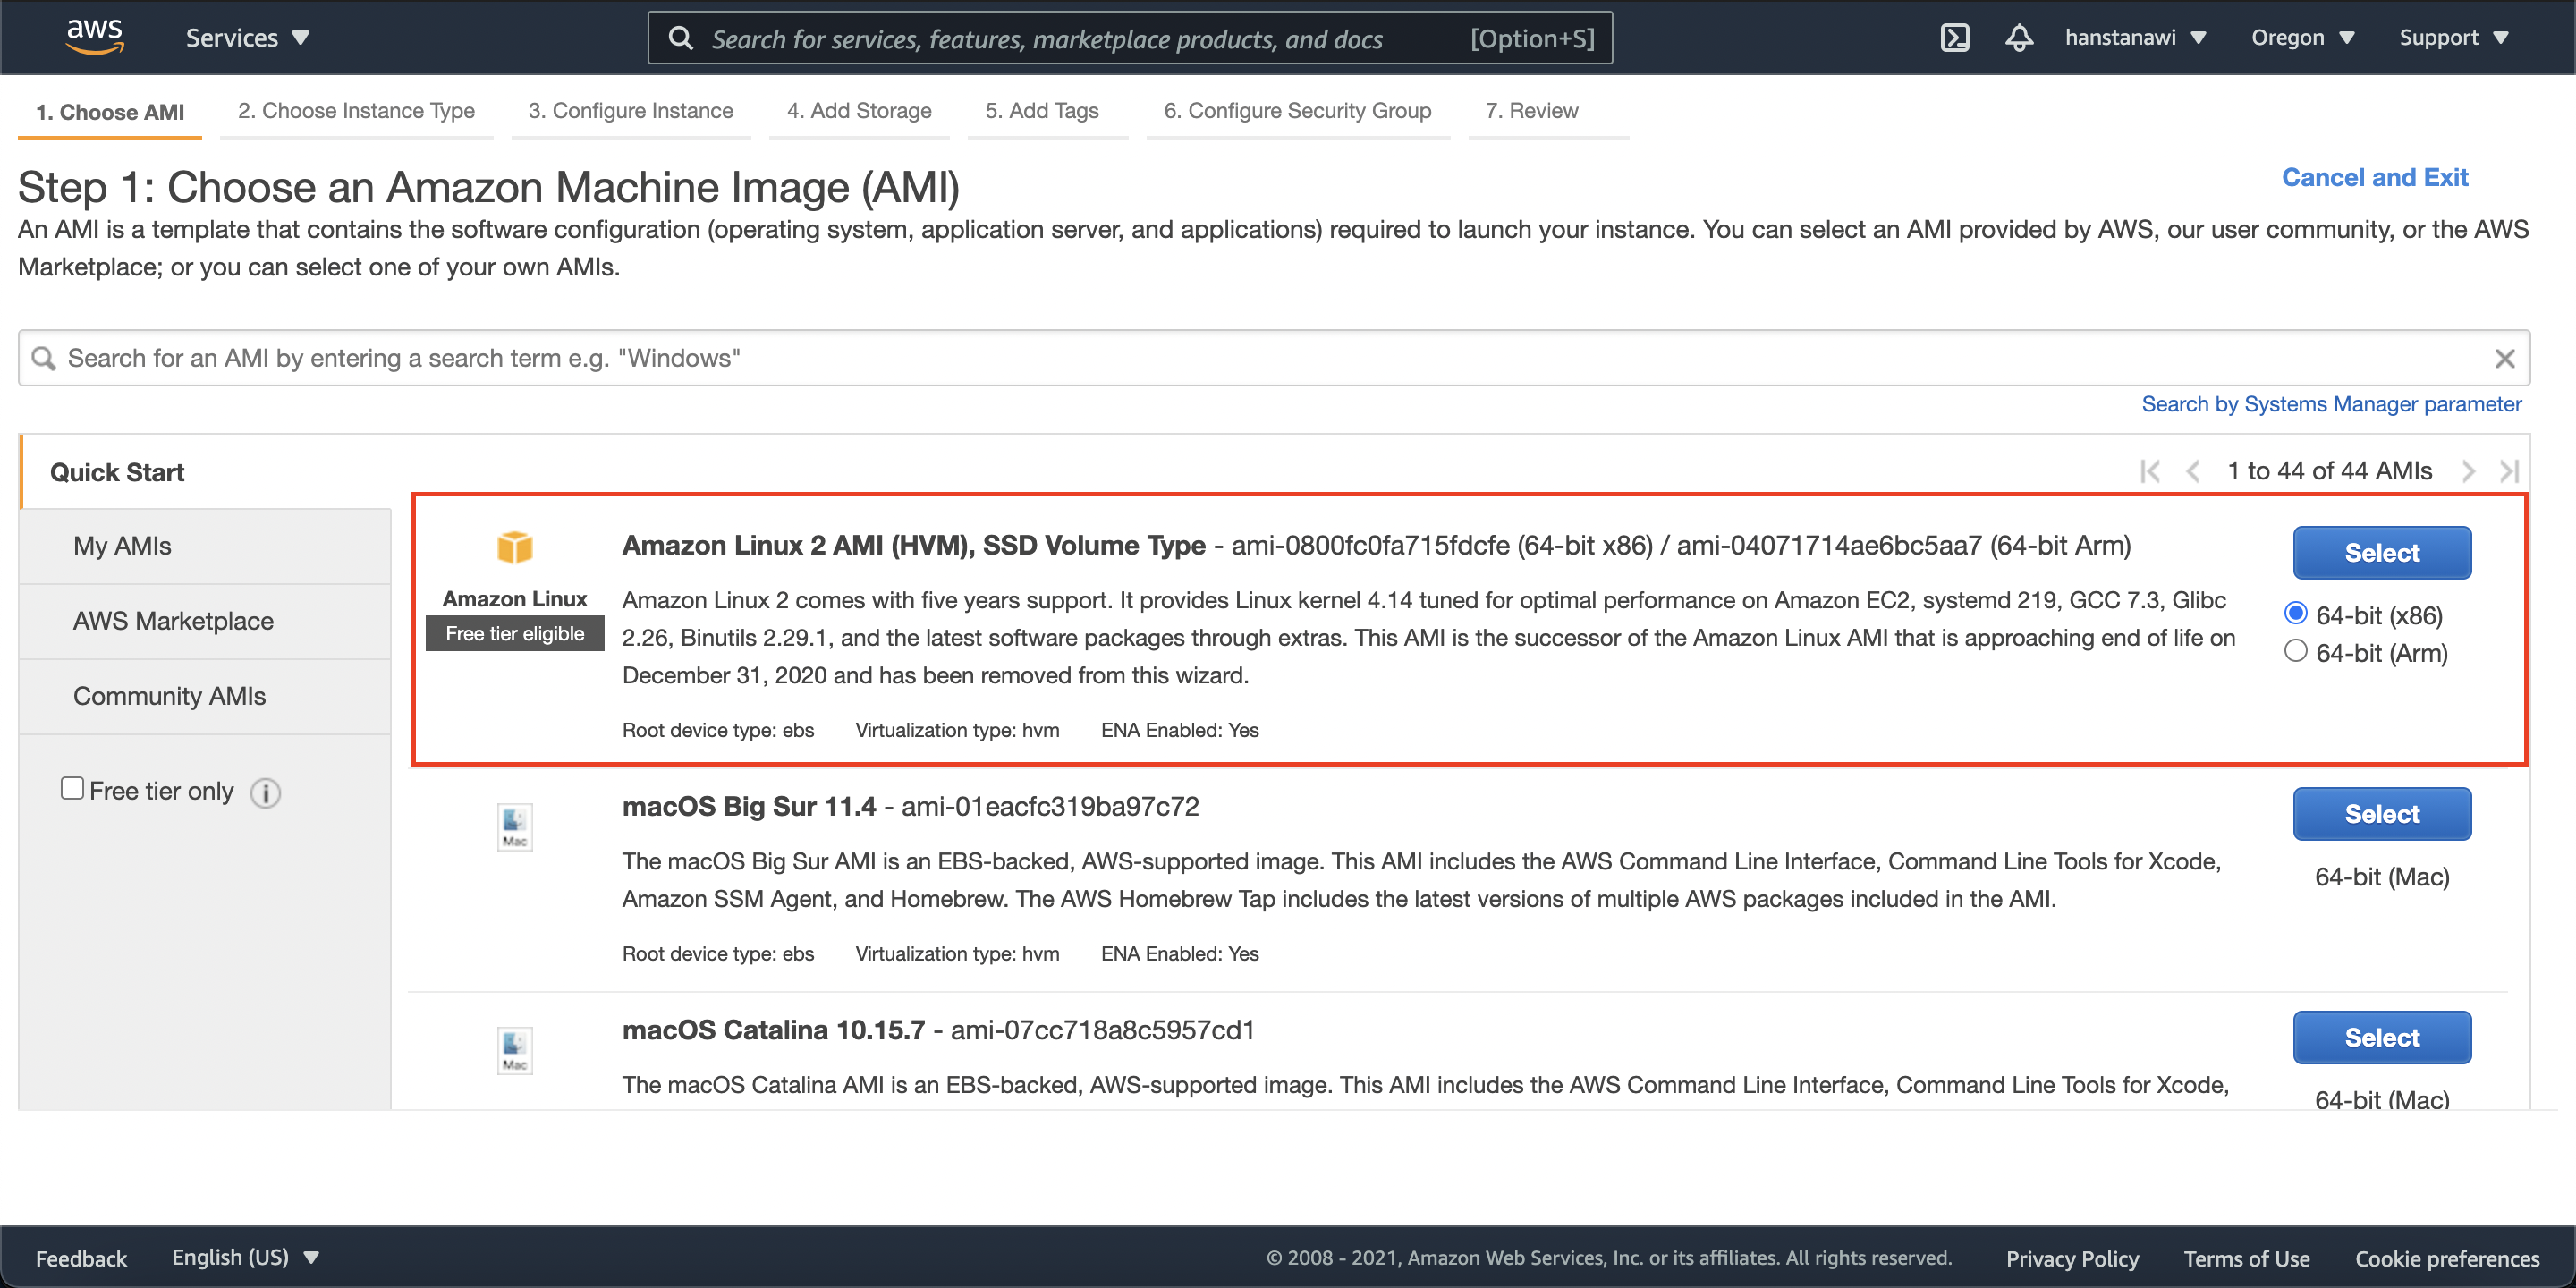 aws Services Search for services, features, marketplace products, and docs [Option+S] hanstanawi Oregon Support
1. Choose AMI 2. Choose Instance Type 3. Configure Instance 4. Add Storage 5. Add Tags 6. Configure Security Group 7. Review
Step 1: Choose an Amazon Machine Image (AMI)
Cancel and Exit
An AMI is a template that contains the software configuration (operating system, application server, and applications) required to launch your instance. You can select an AMI provided by AWS, our user community, or the AWS
Marketplace; or you can select one of your own AMIs.
Search for an AMI by entering a search term e.g. "Windows"
Search by Systems Manager parameter
Quick Start
1 to 44 of 44 AMIs
My AMIs
AWS Marketplace
Community AMIs
Free tier only
Amazon Linux
Free tier eligible
Amazon Linux 2 AMI (HVM), SSD Volume Type - ami-0800fc0fa715fdcfe (64-bit x86) / ami-04071714ae6bc5aa7 (64-bit Arm)
Amazon Linux 2 comes with five years support. It provides Linux kernel 4.14 tuned for optimal performance on Amazon EC2, systemd 219, GCC 7.3, Glibc
2.26, Binutils 2.29.1, and the latest software packages through extras. This AMI is the successor of the Amazon Linux AMI that is approaching end of life on
December 31, 2020 and has been removed from this wizard.
Root device type: ebs Virtualization type: hvm ENA Enabled: Yes
Select
64-bit (x86)
64-bit (Arm)
Mac
macOS Big Sur 11.4 - ami-01eacfc319ba97c72
The macOS Big Sur AMI is an EBS-backed, AWS-supported image. This AMI includes the AWS Command Line Interface, Command Line Tools for Xcode,
Amazon SSM Agent, and Homebrew. The AWS Homebrew Tap includes the latest versions of multiple AWS packages included in the AMI.
Root device type: ebs Virtualization type: hvm ENA Enabled: Yes
Select
64-bit (Mac)
Mac
macOS Catalina 10.15.7 - ami-07cc718a8c5957cd1
The macOS Catalina AMI is an EBS-backed, AWS-supported image. This AMI includes the AWS Command Line Interface, Command Line Tools for Xcode,
Select
64-bit (Mac)
Feedback English (US) © 2008 - 2021, Amazon Web Services, Inc. or its affiliates. All rights reserved. Privacy Policy Terms of Use Cookie preferences